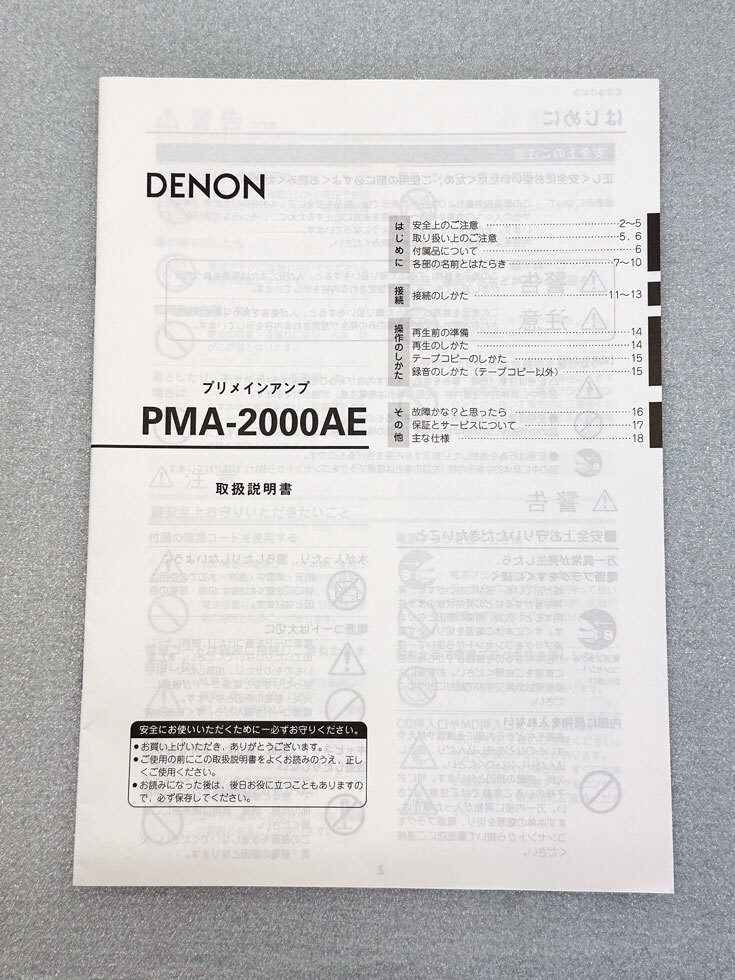 DENON
はじめに
安全上のご注意 2〜5
取り扱い上のご注意 5、6
付属品について 6
各部の名前とはたらき 7〜10
接続
接続のしかた 11〜13
操作のしかた
再生前の準備 14
再生のしかた 14
テープコピーのしかた 15
録音のしかた（テープコピー以外） 15
その他
故障かな？と思ったら 16
保証とサービスについて 17
主な仕様 18
プリメインアンプ
PMA-2000AE
取扱説明書
安全にお使いいただくために―必ずお守りください。
●お買い上げいただき、ありがとうございます。
●ご使用の前にこの取扱説明書をよくお読みのうえ、正し
くご使用ください。
●お読みになった後は、後日お役に立つこともありますの
で、必ず保存してください。